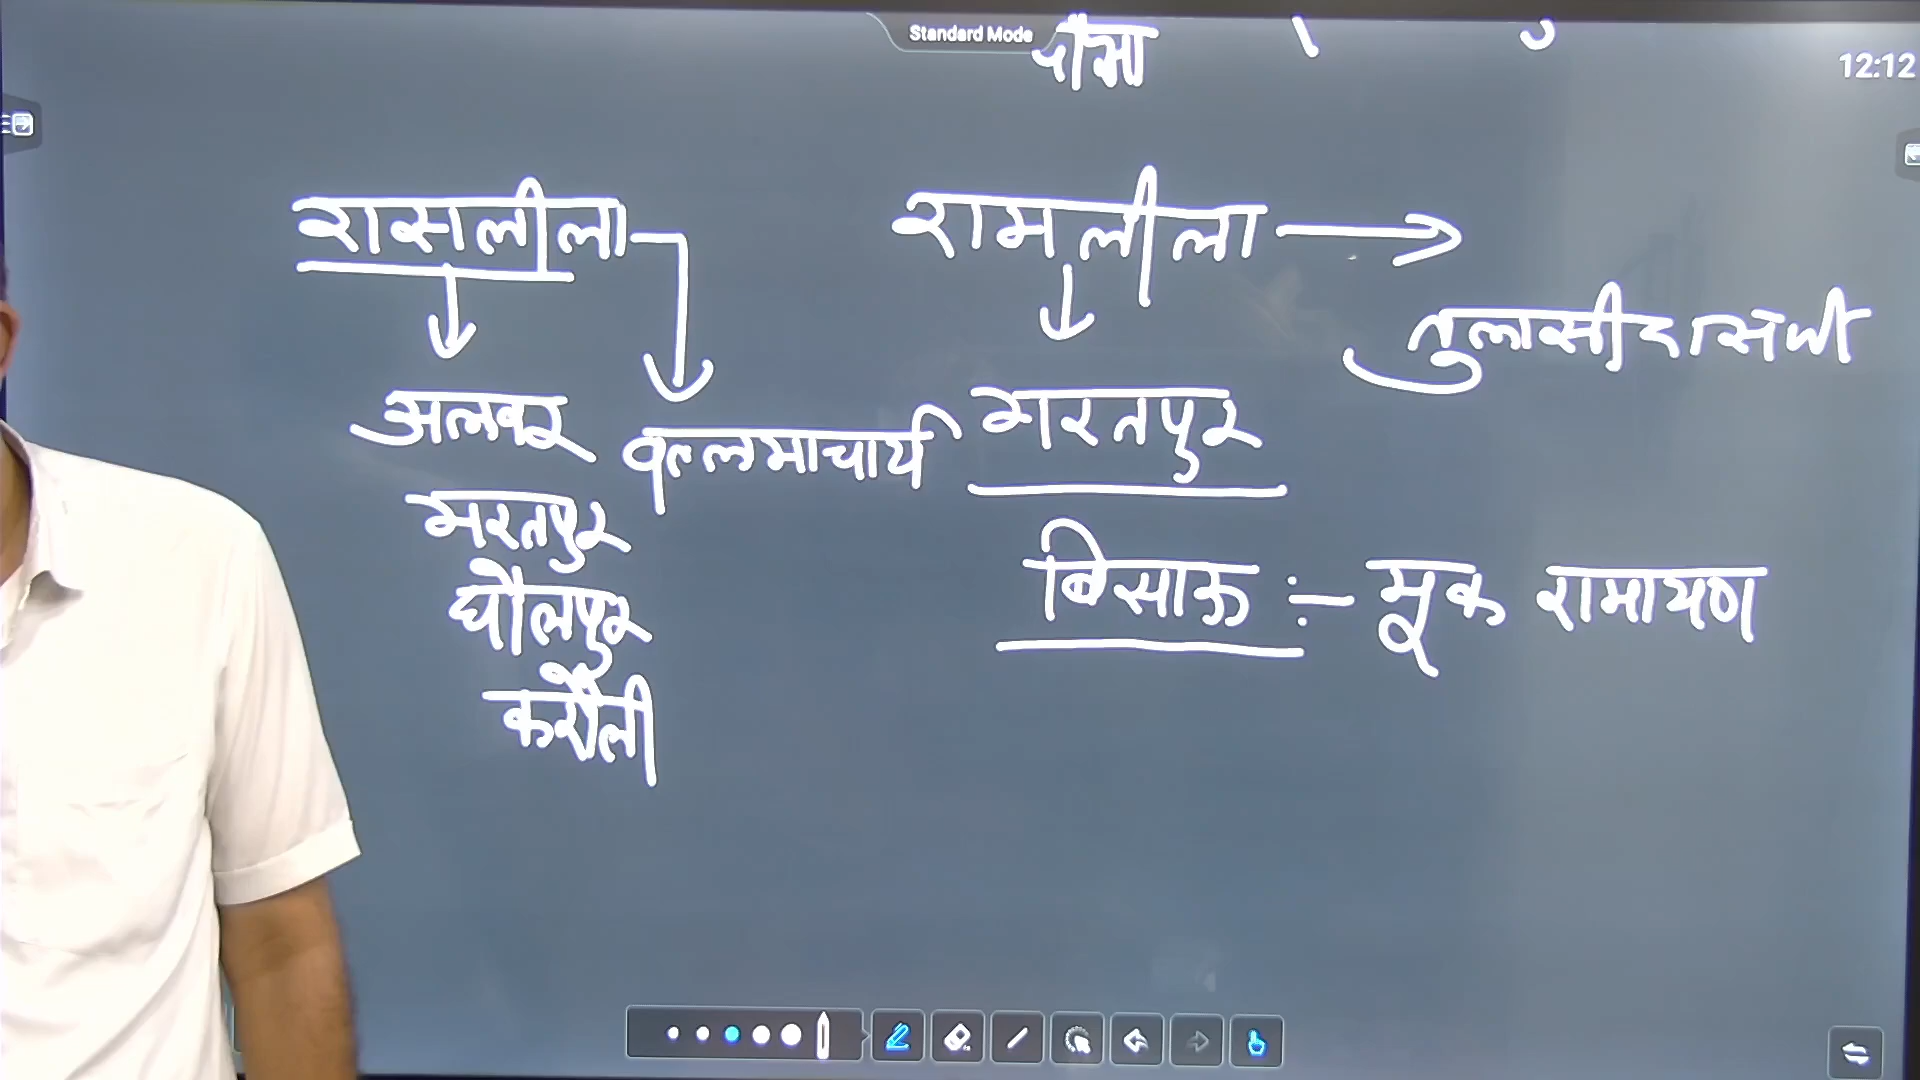 Standard Mode
12:12
रासलीला
रामलीला
तुलसीदासजी
अलवर
वल्लभाचार्य
भरतपुर
भरतपुर
धौलपुर
करौली
बिसाऊ :- मूक रामायण